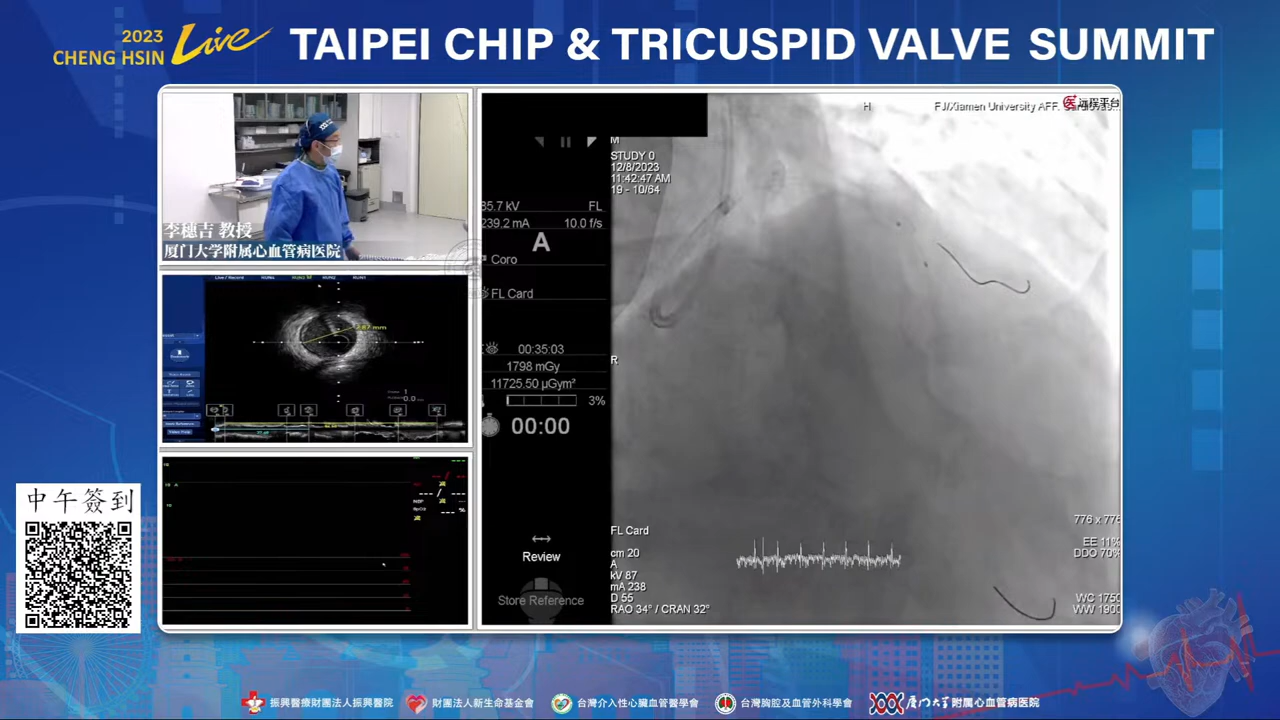 2023
CHENG HSIN Live
TAIPEI CHIP & TRICUSPID VALVE SUMMIT
李穗吉 教授
厦门大学附属心血管病医院
H
FJ/Xiamen University AFF.
远程平台
M
STUDY 0
12/8/2023
11:42:47 AM
19 - 10/64
85.7 kV
FL
239.2 mA
10.0 f/s
A
Coro
FL Card
00:35:03
1798 mGy
11725.50 µGym²
3%
00:00
R
Review
Store Reference
FL Card
cm 20
A
kV 87
mA 238
D 55
RAO 34° / CRAN 32°
776 x 776
EE 11%
DDO 70%
WC 1750
WW 1900
中午簽到
振興醫療財團法人振興醫院
財團法人新生命基金會
台灣介入性心臟血管醫學會
台灣胸腔及血管外科學會
厦门大学附属心血管病医院